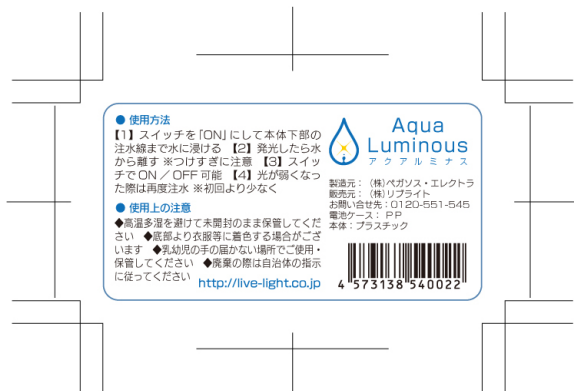 ● 使用方法
【1】スイッチを「ON」にして本体下部の
注水線まで水に浸ける 【2】発光したら水
から離す ※つけすぎに注意 【3】スイッ
チでON／OFF可能 【4】光が弱くなっ
た際は再度注水 ※初回より少なく
● 使用上の注意
◆高温多湿を避けて未開封のまま保管してくだ
さい ◆底部より衣服等に着色する場合がござ
います ◆乳幼児の手の届かない場所でご使用・
保管してください ◆廃棄の際は自治体の指示
に従ってください
http://live-light.co.jp
Aqua
Luminous
アクアルミナス
製造元：（株）ペガソス・エレクトラ
販売元：（株）リブライト
お問い合せ先：0120-551-545
電池ケース：PP
本体：プラスチック
4 573138 540022